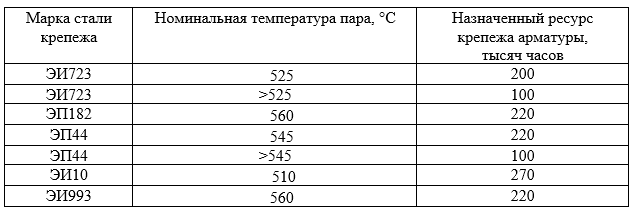 Марка стали крепежа | Номинальная температура пара, °С | Назначенный ресурс крепежа арматуры, тысяч часов
ЭИ723 | 525 | 200
ЭИ723 | >525 | 100
ЭП182 | 560 | 220
ЭП44 | 545 | 220
ЭП44 | >545 | 100
ЭИ10 | 510 | 270
ЭИ993 | 560 | 220